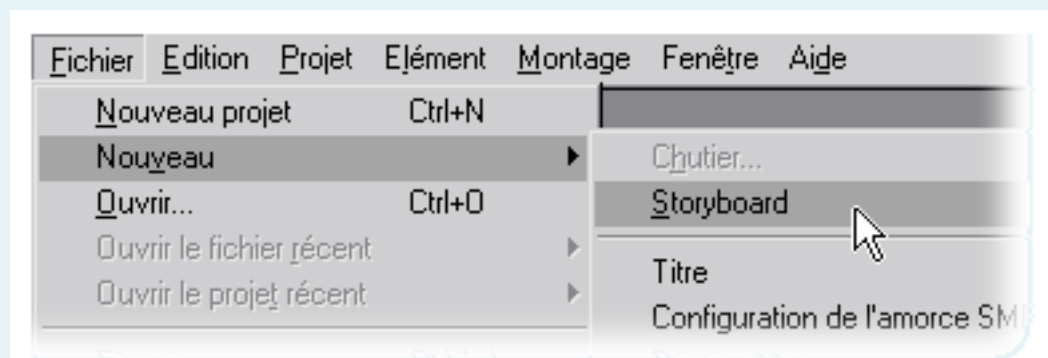 Fichier Edition Projet Elément Montage Fenêtre Aide
Nouveau projet Ctrl+N
Nouveau
Chutier...
Ouvrir... Ctrl+O
Storyboard
Ouvrir le fichier récent
Titre
Ouvrir le projet récent
Configuration de l'amorce